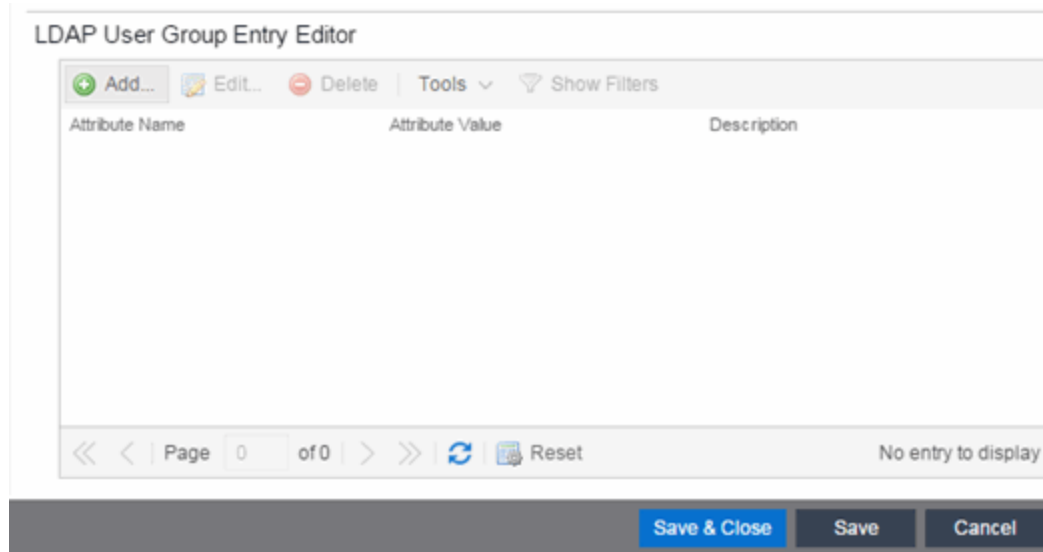 LDAP User Group Entry Editor
Add... Edit... Delete Tools Show Filters
Attribute Name Attribute Value Description
Page 0 of 0 Reset No entry to display
Save & Close Save Cancel